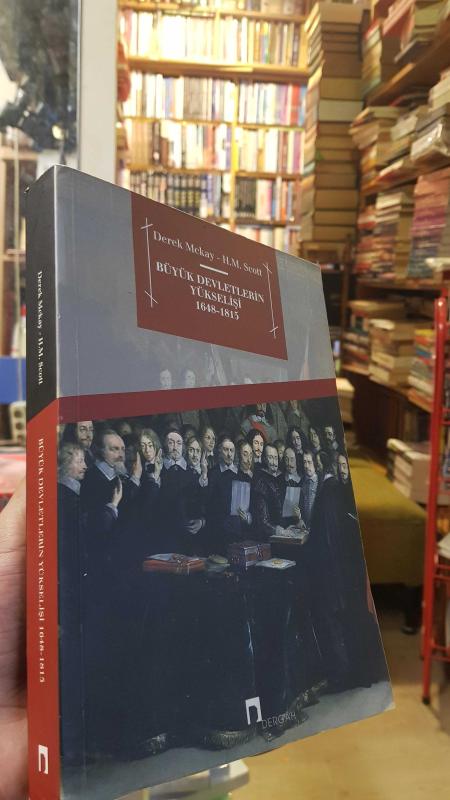 Derek Mckay - H.M. Scott
BÜYÜK DEVLETLERİN
YÜKSELİŞİ
1648-1815
Derek Mckay - H.M. Scott
BÜYÜK DEVLETLERİN YÜKSELİŞİ 1648-1815
DERGÂH